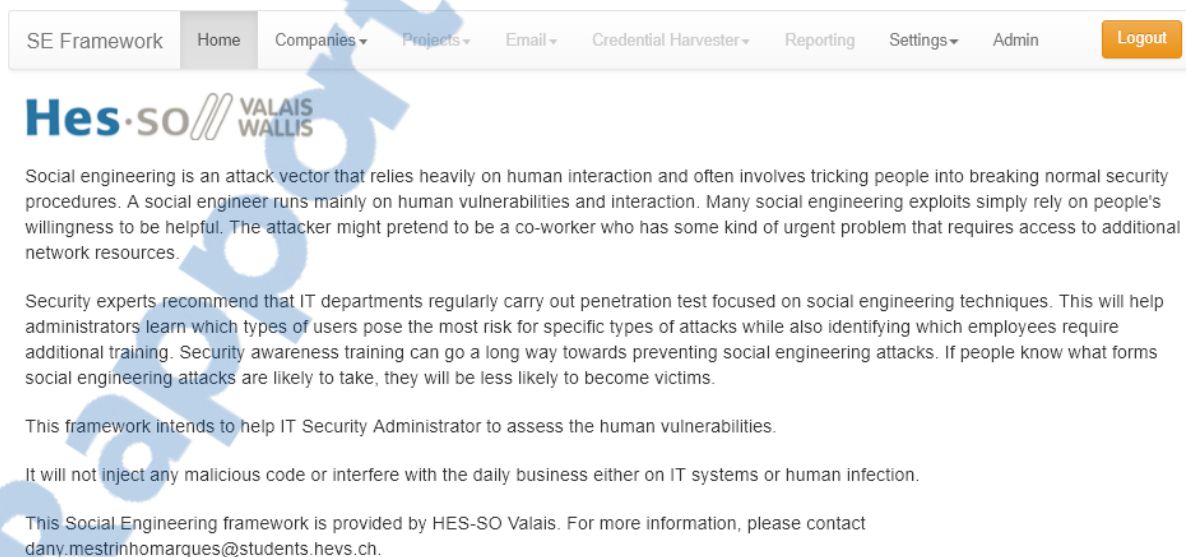 SE Framework Home Companies Projects Email Credential Harvester Reporting Settings Admin Logout
Hes·so VALAIS
WALLIS
Social engineering is an attack vector that relies heavily on human interaction and often involves tricking people into breaking normal security
procedures. A social engineer runs mainly on human vulnerabilities and interaction. Many social engineering exploits simply rely on people's
willingness to be helpful. The attacker might pretend to be a co-worker who has some kind of urgent problem that requires access to additional
network resources.
Security experts recommend that IT departments regularly carry out penetration test focused on social engineering techniques. This will help
administrators learn which types of users pose the most risk for specific types of attacks while also identifying which employees require
additional training. Security awareness training can go a long way towards preventing social engineering attacks. If people know what forms
social engineering attacks are likely to take, they will be less likely to become victims.
This framework intends to help IT Security Administrator to assess the human vulnerabilities.
It will not inject any malicious code or interfere with the daily business either on IT systems or human infection.
This Social Engineering framework is provided by HES-SO Valais. For more information, please contact
dany.mestrinhomarques@students.hevs.ch.